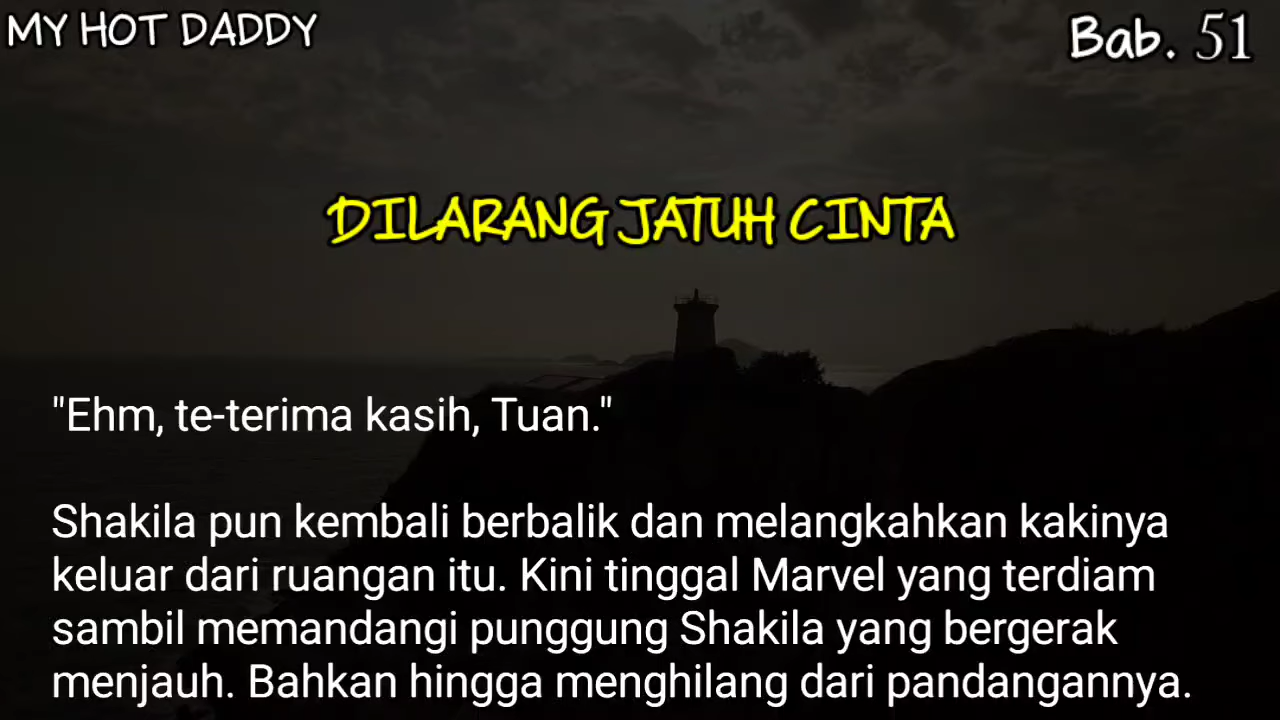 MY HOT DADDY
Bab. 51
DILARANG JATUH CINTA
"Ehm, te-terima kasih, Tuan."
Shakila pun kembali berbalik dan melangkahkan kakinya
keluar dari ruangan itu. Kini tinggal Marvel yang terdiam
sambil memandangi punggung Shakila yang bergerak
menjauh. Bahkan hingga menghilang dari pandangannya.